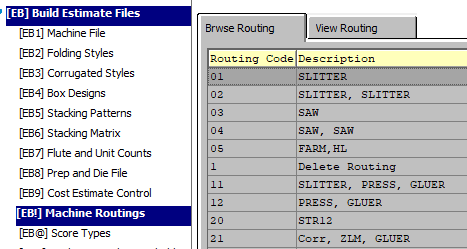 [EB] Build Estimate Files
[EB1] Machine File
[EB2] Folding Styles
[EB3] Corrugated Styles
[EB4] Box Designs
[EB5] Stacking Patterns
[EB6] Stacking Matrix
[EB7] Flute and Unit Counts
[EB8] Prep and Die File
[EB9] Cost Estimate Control
[EB!] Machine Routings
[EB@] Score Types
Brwse Routing
View Routing
Routing Code Description
01 SLITTER
02 SLITTER, SLITTER
03 SAW
04 SAW, SAW
05 FARM,HL
1 Delete Routing
11 SLITTER, PRESS, GLUER
12 PRESS, GLUER
20 STR12
21 Corr, ZLM, GLUER